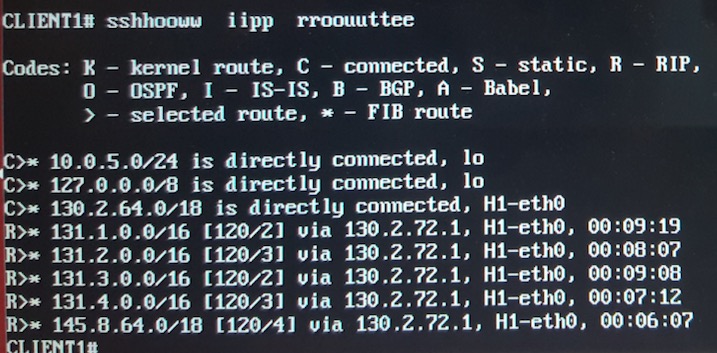 CLIENT1# sshhooww  iipp  rroouuttee
Codes: K - kernel route, C - connected, S - static, R - RIP,
O - OSPF, I - IS-IS, B - BGP, A - Babel,
> - selected route, * - FIB route
C>* 10.0.5.0/24 is directly connected, lo
C>* 127.0.0.0/8 is directly connected, lo
C>* 130.2.64.0/18 is directly connected, H1-eth0
R>* 131.1.0.0/16 [120/2] via 130.2.72.1, H1-eth0, 00:09:19
R>* 131.2.0.0/16 [120/3] via 130.2.72.1, H1-eth0, 00:08:07
R>* 131.3.0.0/16 [120/2] via 130.2.72.1, H1-eth0, 00:09:08
R>* 131.4.0.0/16 [120/3] via 130.2.72.1, H1-eth0, 00:07:12
R>* 145.8.64.0/18 [120/4] via 130.2.72.1, H1-eth0, 00:06:07
CLIENT1#